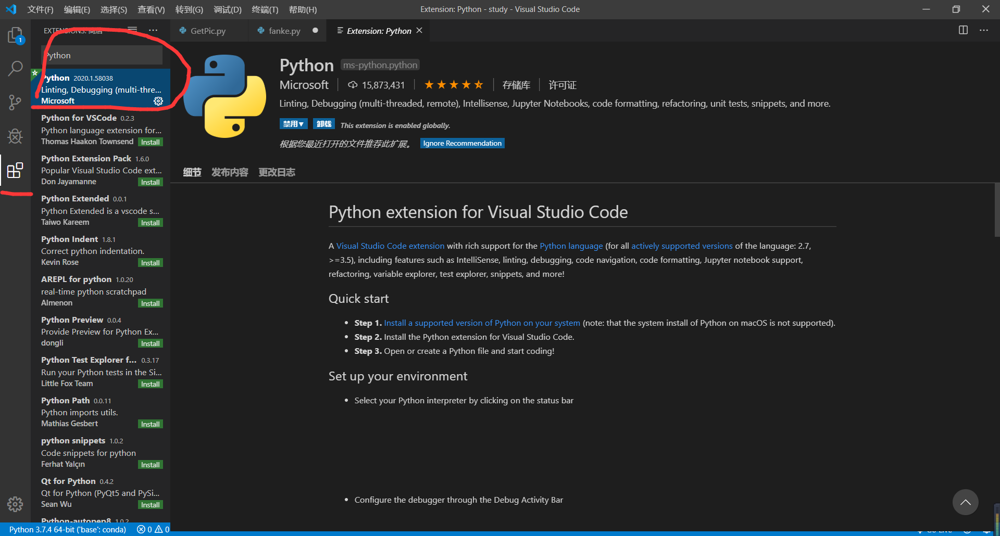 文件(F) 编辑(E) 选择(S) 查看(V) 转到(G) 调试(D) 终端(T) 帮助(H)
Extension: Python - study - Visual Studio Code
EXTENSIONS: 商店
GetPic.py
fanke.py
Extension: Python
1
Python
Python 2020.1.58038
Linting, Debugging (multi-thre...
Microsoft
Python for VSCode 0.2.3
Python language extension for...
Thomas Haakon Townsend Install
Python Extension Pack 1.6.0
Popular Visual Studio Code ext...
Don Jayamanne Install
Python Extended 0.0.1
Python Extended is a vscode s...
Taiwo Kareem Install
Python Indent 1.8.1
Correct python indentation.
Kevin Rose Install
AREPL for python 1.0.20
real-time python scratchpad
Almenon Install
Python Preview 0.0.4
Provide Preview for Python Ex...
dongli Install
Python Test Explorer f... 0.3.17
Run your Python tests in the Si...
Little Fox Team Install
Python Path 0.0.11
Python imports utils.
Mathias Gesbert Install
python snippets 1.0.2
Code snippets for python
Ferhat Yalçın Install
Qt for Python 0.4.2
Qt for Python (PyQt5 and PySi...
Sean Wu Install
Python-autopep8 1.0.2
Python ms-python.python
Microsoft 15,873,431 存储库 许可证
Linting, Debugging (multi-threaded, remote), Intellisense, Jupyter Notebooks, code formatting, refactoring, unit tests, snippets, and more.
禁用▼ 卸载 This extension is enabled globally.
根据您最近打开的文件推荐此扩展。 Ignore Recommendation
细节 发布内容 更改日志
Python extension for Visual Studio Code
A Visual Studio Code extension with rich support for the Python language (for all actively supported versions of the language: 2.7,
>=3.5), including features such as IntelliSense, linting, debugging, code navigation, code formatting, Jupyter notebook support,
refactoring, variable explorer, test explorer, snippets, and more!
Quick start
• Step 1. Install a supported version of Python on your system (note: that the system install of Python on macOS is not supported).
• Step 2. Install the Python extension for Visual Studio Code.
• Step 3. Open or create a Python file and start coding!
Set up your environment
• Select your Python interpreter by clicking on the status bar
• Configure the debugger through the Debug Activity Bar
Python 3.7.4 64-bit ('base': conda) 0 0
Go Live